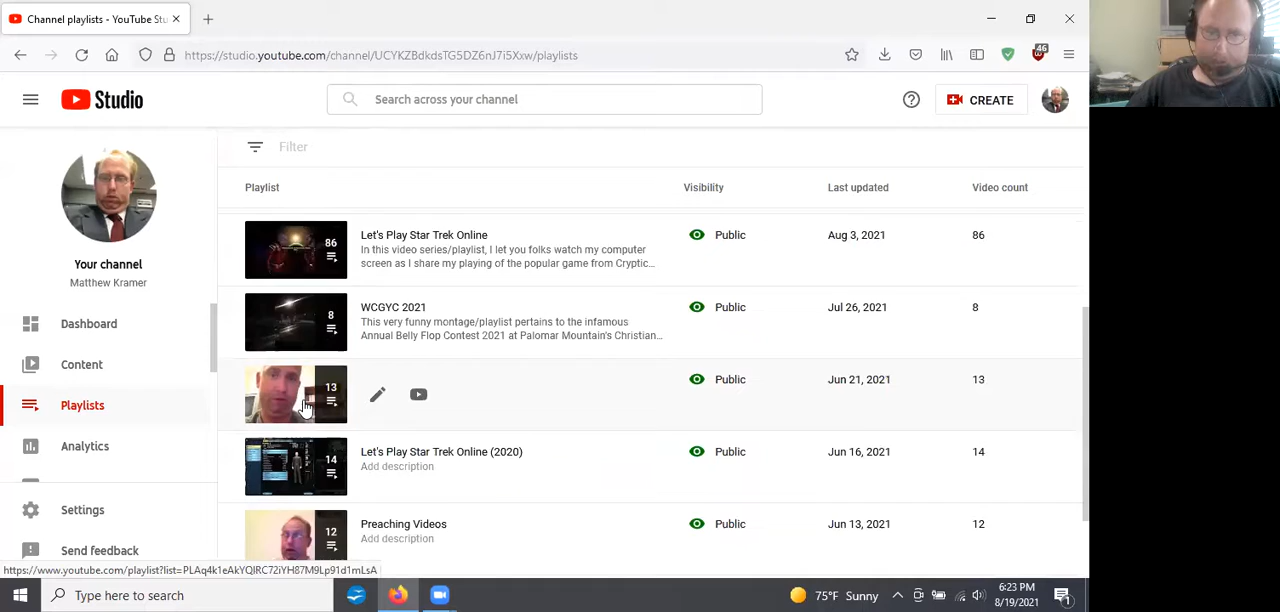 Channel playlists - YouTube Stu
https://studio.youtube.com/channel/UCYKZBdkdsTG5DZ6nJ7i5Xxw/playlists
46
Studio
Search across your channel
CREATE
Filter
Your channel
Matthew Kramer
Dashboard
Content
Playlists
Analytics
Settings
Send feedback
Playlist Visibility Last updated Video count
86 Let's Play Star Trek Online Public Aug 3, 2021 86
In this video series/playlist, I let you folks watch my computer
screen as I share my playing of the popular game from Cryptic...
8 WCGYC 2021 Public Jul 26, 2021 8
This very funny montage/playlist pertains to the infamous
Annual Belly Flop Contest 2021 at Palomar Mountain's Christian...
13 Public Jun 21, 2021 13
14 Let's Play Star Trek Online (2020) Public Jun 16, 2021 14
Add description
12 Preaching Videos Public Jun 13, 2021 12
Add description
https://www.youtube.com/playlist?list=PLAq4k1eAkYQIRC72iYH87M9Lp91d1mLsA
Type here to search
75°F Sunny
6:23 PM
8/19/2021
1